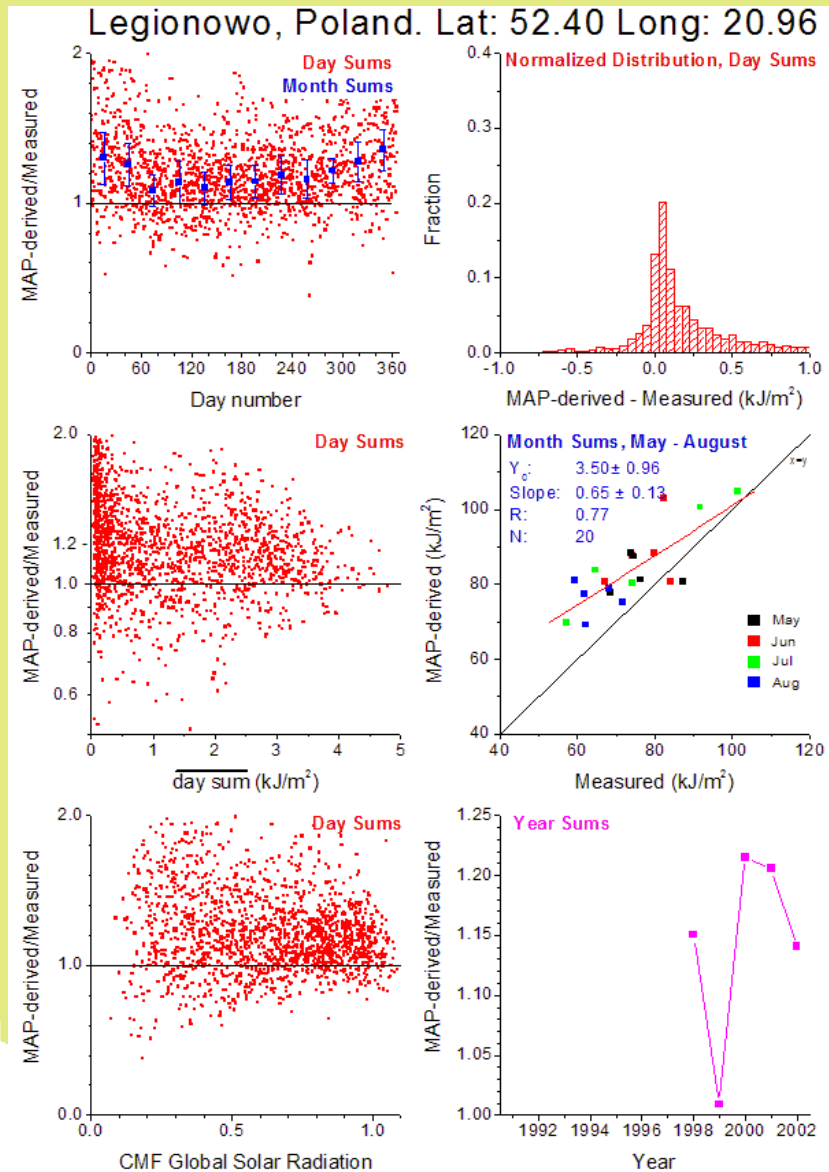 Legionowo, Poland. Lat: 52.40 Long: 20.96
MAP-derived/Measured
2
1
0
Day Sums
Month Sums
0 60 120 180 240 300 360
Day number
Fraction
0.4
0.3
0.2
0.1
0.0
Normalized Distribution, Day Sums
-1.0 -0.5 0.0 0.5 1.0
MAP-derived - Measured (kJ/m²)
MAP-derived/Measured
2.0
1.2
1.0
0.8
0.6
Day Sums
0 1 2 3 4 5
day sum (kJ/m²)
MAP-derived (kJ/m²)
120
100
80
60
40
Month Sums, May - August
x=y
Y₀: 3.50± 0.96
Slope: 0.65 ± 0.13
R: 0.77
N: 20
May
Jun
Jul
Aug
40 60 80 100 120
Measured (kJ/m²)
MAP-derived/Measured
2.0
1.0
0.0
Day Sums
0.0 0.5 1.0
CMF Global Solar Radiation
MAP-derived/Measured
1.25
1.20
1.15
1.10
1.05
1.00
Year Sums
1992 1994 1996 1998 2000 2002
Year